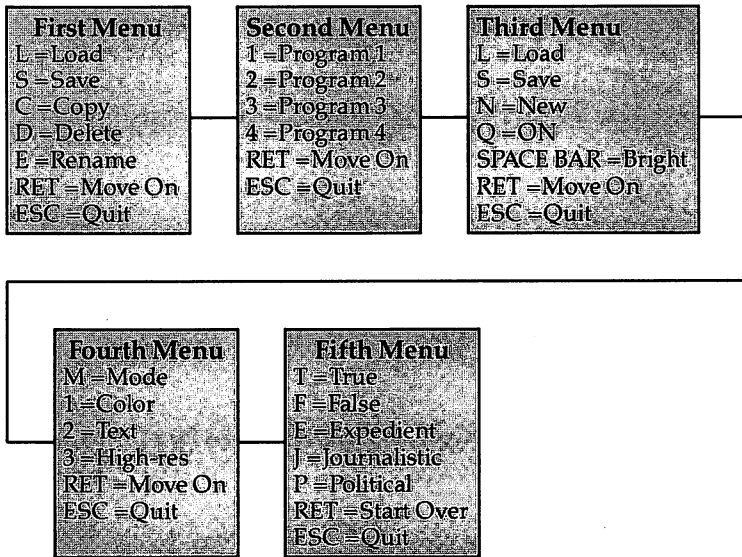 First Menu
L =Load
S =Save
C =Copy
D =Delete
E =Rename
RET =Move On
ESC =Quit
Second Menu
1 =Program 1
2 =Program 2
3 =Program 3
4 =Program 4
RET =Move On
ESC =Quit
Third Menu
L =Load
S =Save
N =New
Q =ON
SPACE BAR =Bright
RET =Move On
ESC =Quit
Fourth Menu
M =Mode
1 =Color
2 =Text
3 =High-res
RET =Move On
ESC =Quit
Fifth Menu
T =True
F =False
E =Expedient
J =Journalistic
P =Political
RET =Start Over
ESC =Quit